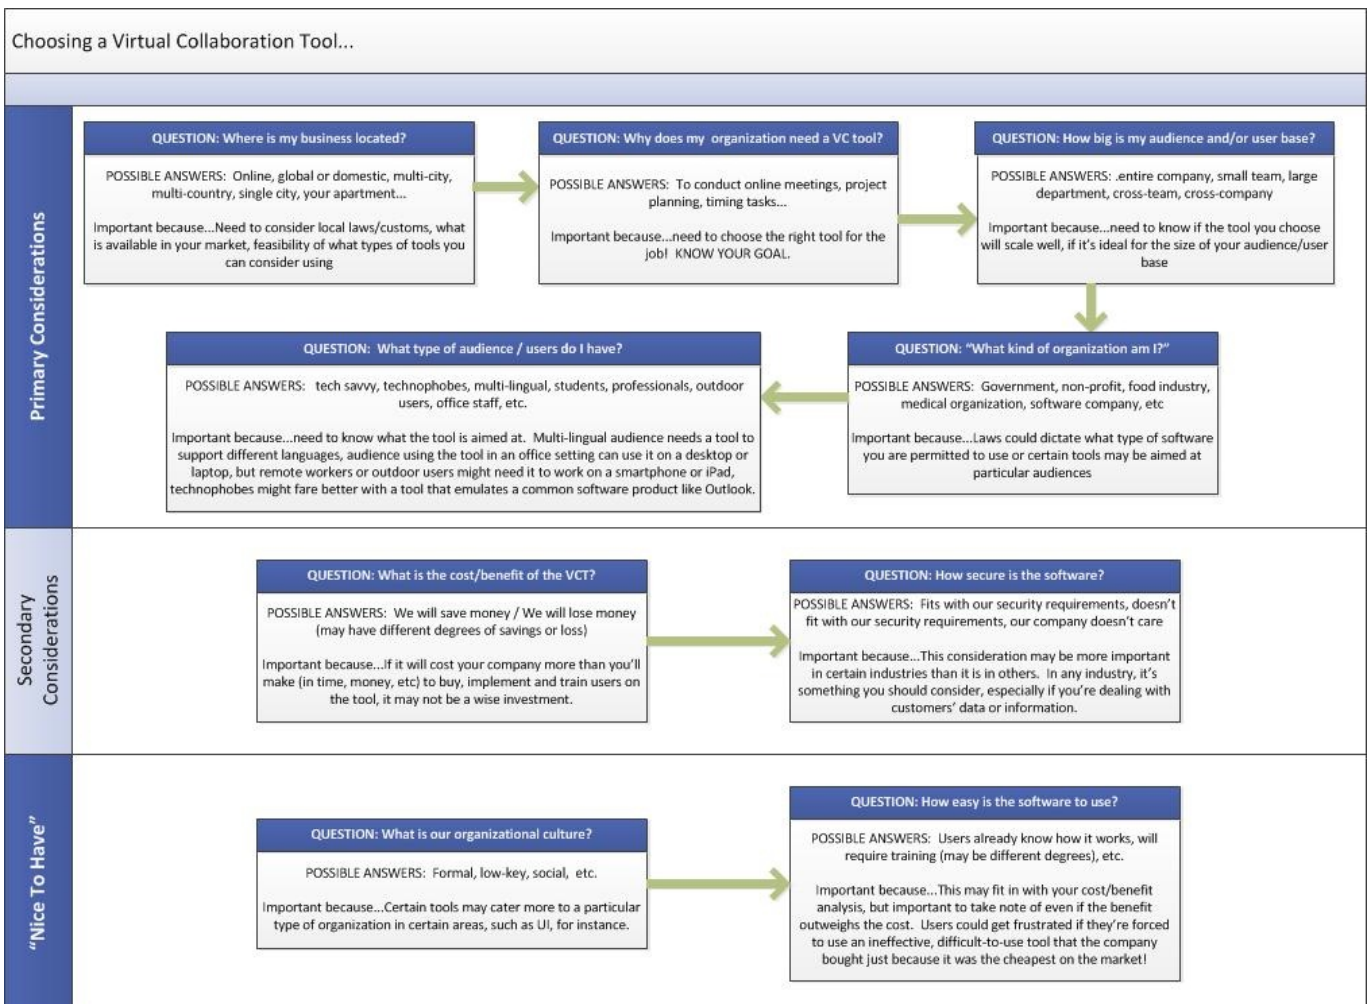 Choosing a Virtual Collaboration Tool...
Primary Considerations
QUESTION: Where is my business located?
POSSIBLE ANSWERS: Online, global or domestic, multi-city,
multi-country, single city, your apartment...
Important because...Need to consider local laws/customs, what
is available in your market, feasibility of what types of tools you
can consider using
QUESTION: Why does my organization need a VC tool?
POSSIBLE ANSWERS: To conduct online meetings, project
planning, timing tasks...
Important because...need to choose the right tool for the
job! KNOW YOUR GOAL.
QUESTION: How big is my audience and/or user base?
POSSIBLE ANSWERS: .entire company, small team, large
department, cross-team, cross-company
Important because...need to know if the tool you choose
will scale well, if it's ideal for the size of your audience/user
base
QUESTION: "What kind of organization am I?"
POSSIBLE ANSWERS: Government, non-profit, food industry,
medical organization, software company, etc
Important because...Laws could dictate what type of software
you are permitted to use or certain tools may be aimed at
particular audiences
QUESTION: What type of audience / users do I have?
POSSIBLE ANSWERS: tech savvy, technophobes, multi-lingual, students, professionals, outdoor
users, office staff, etc.
Important because...need to know what the tool is aimed at. Multi-lingual audience needs a tool to
support different languages, audience using the tool in an office setting can use it on a desktop or
laptop, but remote workers or outdoor users might need it to work on a smartphone or iPad,
technophobes might fare better with a tool that emulates a common software product like Outlook.
Secondary
Considerations
QUESTION: What is the cost/benefit of the VCT?
POSSIBLE ANSWERS: We will save money / We will lose money
(may have different degrees of savings or loss)
Important because...If it will cost your company more than you'll
make (in time, money, etc) to buy, implement and train users on
the tool, it may not be a wise investment.
QUESTION: How secure is the software?
POSSIBLE ANSWERS: Fits with our security requirements, doesn't
fit with our security requirements, our company doesn't care
Important because...This consideration may be more important
in certain industries than it is in others. In any industry, it's
something you should consider, especially if you're dealing with
customers' data or information.
"Nice To Have"
QUESTION: What is our organizational culture?
POSSIBLE ANSWERS: Formal, low-key, social, etc.
Important because...Certain tools may cater more to a particular
type of organization in certain areas, such as UI, for instance.
QUESTION: How easy is the software to use?
POSSIBLE ANSWERS: Users already know how it works, will
require training (may be different degrees), etc.
Important because...This may fit in with your cost/benefit
analysis, but important to take note of even if the benefit
outweighs the cost. Users could get frustrated if they're forced
to use an ineffective, difficult-to-use tool that the company
bought just because it was the cheapest on the market!